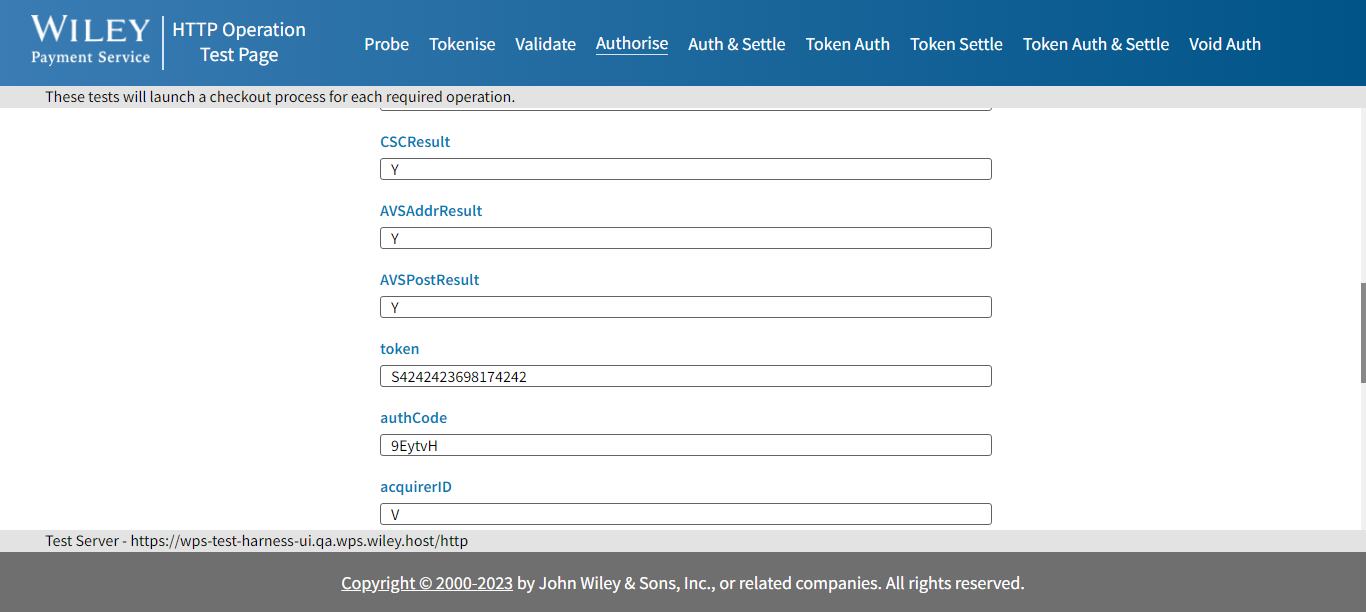 WILEY
Payment Service
HTTP Operation
Test Page
Probe Tokenise Validate Authorise Auth & Settle Token Auth Token Settle Token Auth & Settle Void Auth
These tests will launch a checkout process for each required operation.
CSCResult
Y
AVSAddrResult
Y
AVSPostResult
Y
token
S4242423698174242
authCode
9EytvH
acquirerID
V
Test Server - https://wps-test-harness-ui.qa.wps.wiley.host/http
Copyright © 2000-2023 by John Wiley & Sons, Inc., or related companies. All rights reserved.